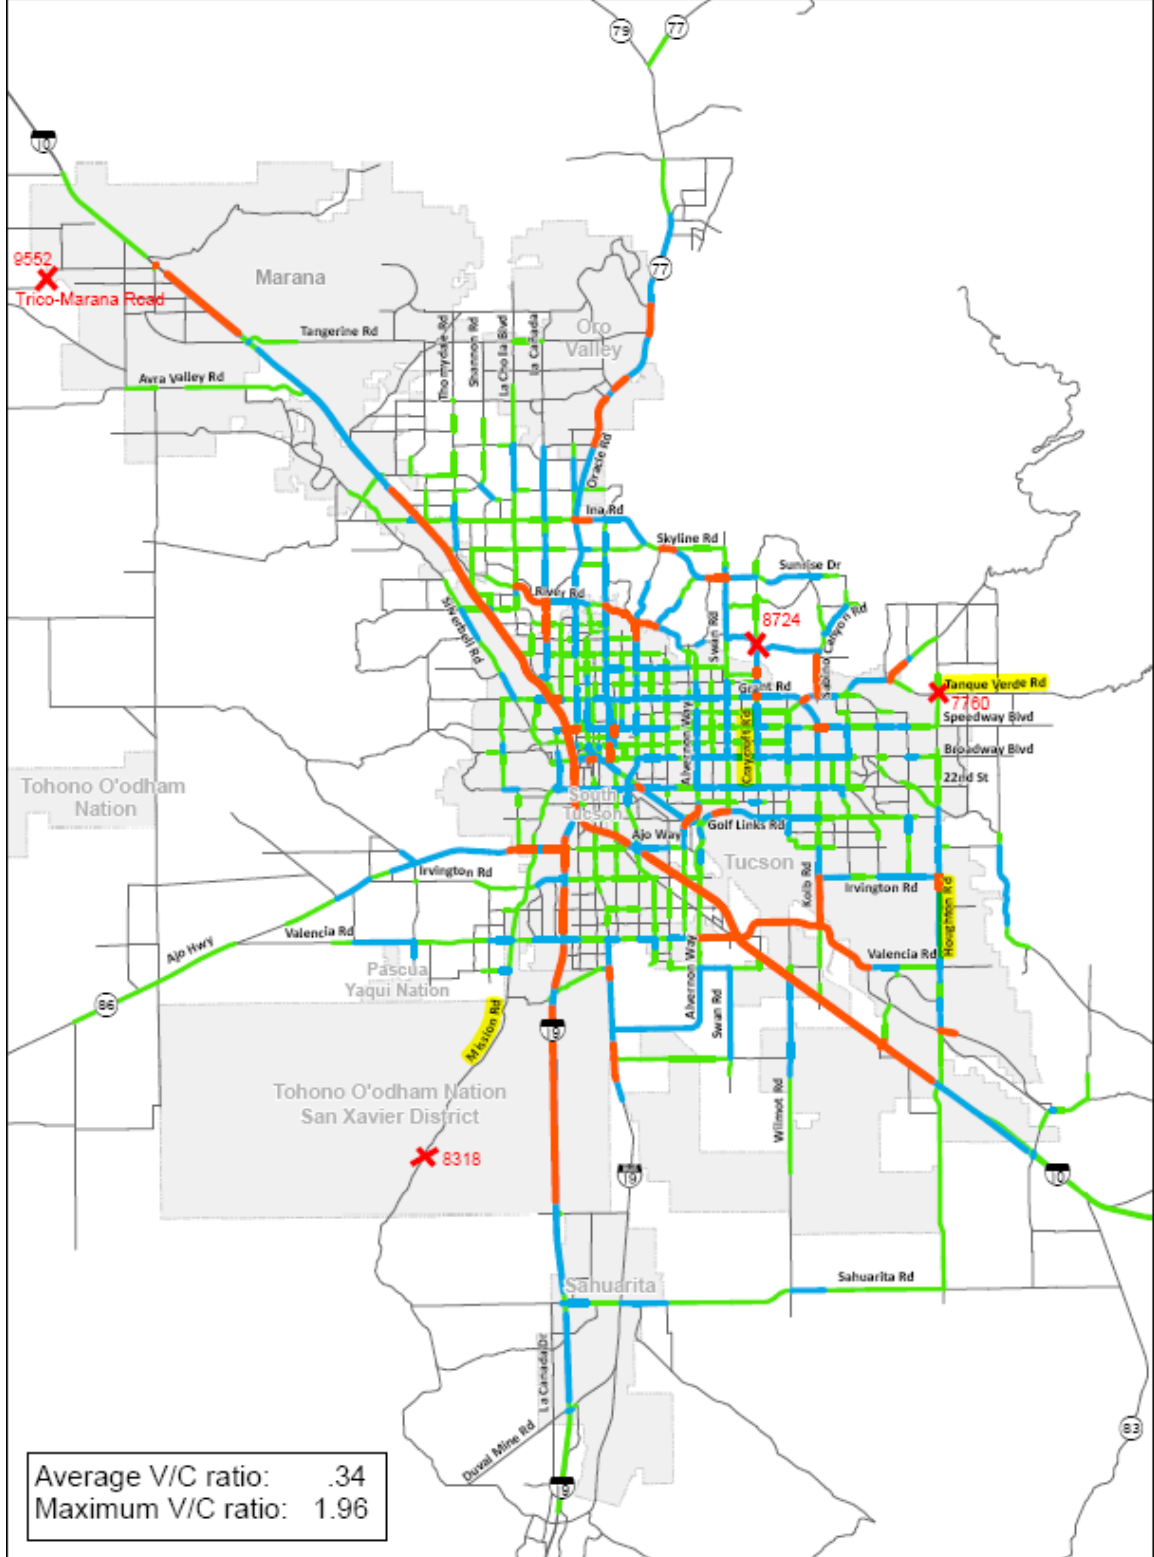 79
77
10
77
9552
Trico-Marana Road
Marana
Oro
Valley
Tangerine Rd
Thornydale Rd
Shannon Rd
La Cholla Blvd
La Cañada
Avra Valley Rd
Oracle Rd
Ina Rd
Skyline Rd
Sunrise Dr
River Rd
Silverbell Rd
Swan Rd
8724
Sabino Canyon Rd
Grant Rd
Tanque Verde Rd
7760
Speedway Blvd
Alvernon Way
Craycroft Rd
Broadway Blvd
22nd St
Tohono O'odham
Nation
South
Tucson
Golf Links Rd
Ajo Way
Tucson
Irvington Rd
Kolb Rd
Irvington Rd
Houghton Rd
Valencia Rd
Ajo Hwy
Valencia Rd
Pascua
Yaqui Nation
Alvernon Way
Swan Rd
86
Mission Rd
19
Tohono O'odham Nation
San Xavier District
Wilmot Rd
8318
19
10
Sahuarita
Sahuarita Rd
La Canada Dr
Duval Mine Rd
83
19
Average V/C ratio: .34
Maximum V/C ratio: 1.96